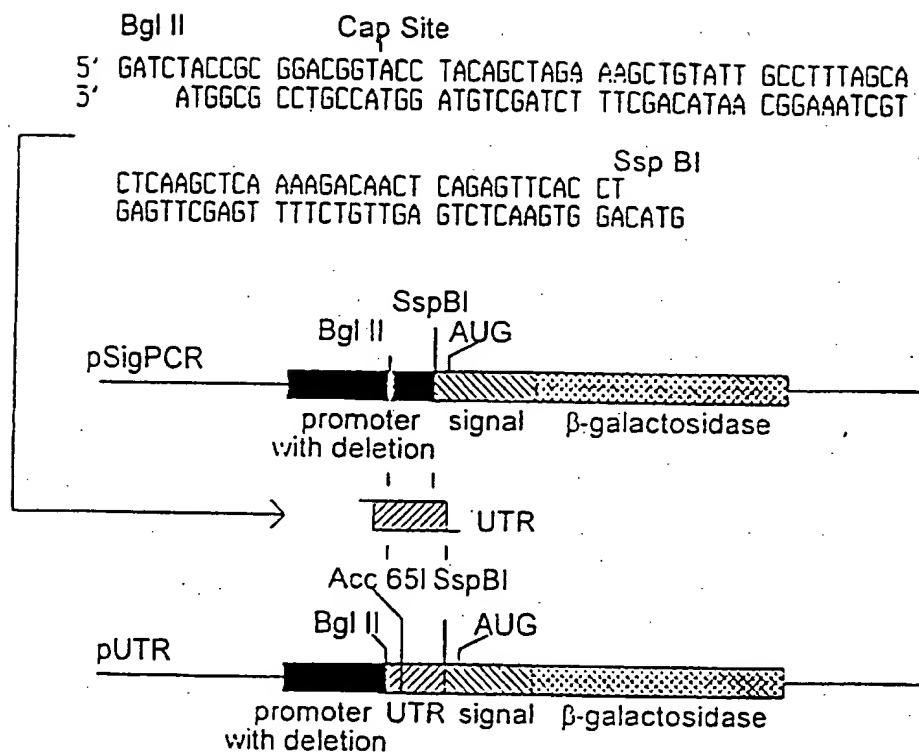 Bgl II Cap Site
5' GATCTACCGC GGACGGTACC TACAGCTAGA AAGCTGTATT GCCTTTAGCA
3' ATGGCG CCTGCCATGG ATGTCGATCT TTCGACATAA CGGAAATCGT
Ssp BI
CTCAAGCTCA AAAGACAACT CAGAGTTCAC CT
GAGTTCGAGT TTTCTGTTGA GTCTCAAGTG GACATG
SspBI
Bgl II AUG
pSigPCR
promoter signal β-galactosidase
with deletion
UTR
Acc 65I SspBI
Bgl II AUG
pUTR
promoter UTR signal β-galactosidase
with deletion